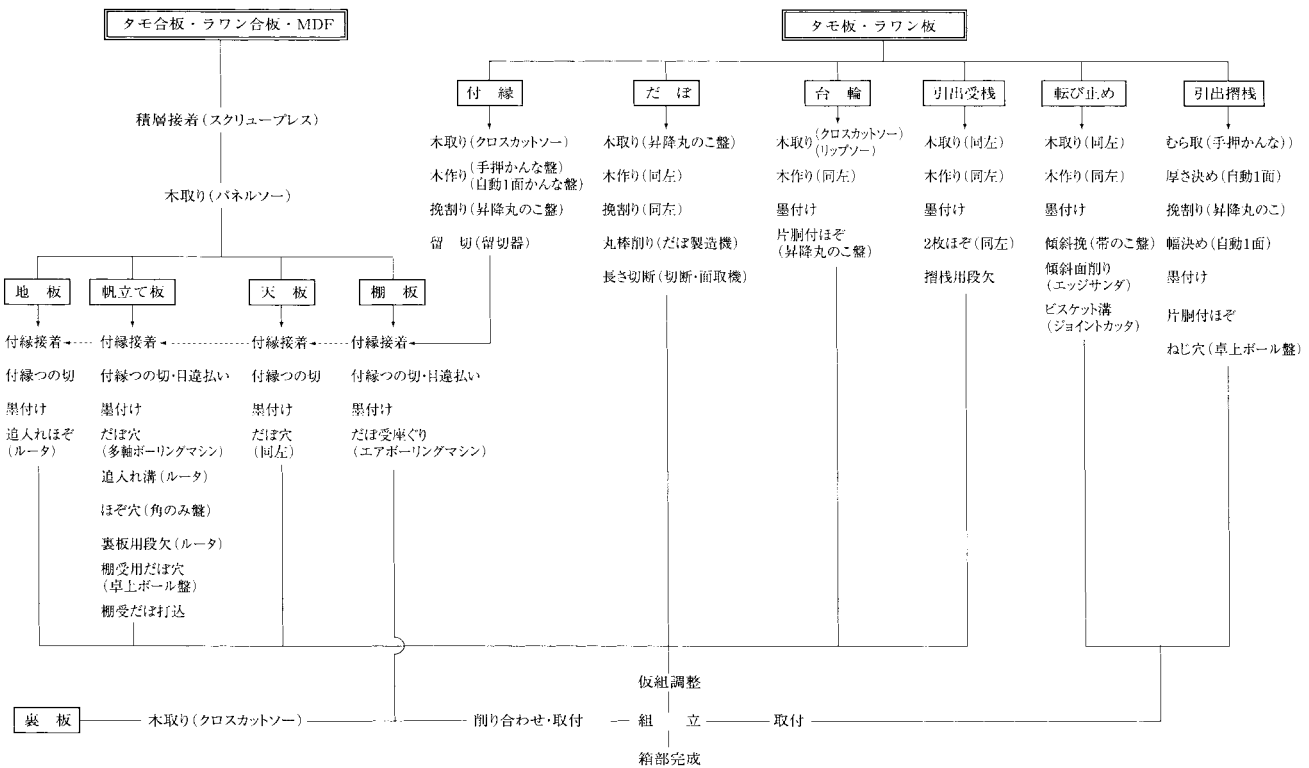 タモ合板・ラワン合板・MDF
積層接着(スクリュープレス)
木取り(パネルソー)
地 板
付縁接着
付縁つの切
墨付け
追入れほぞ
(ルータ)
帆立て板
付縁接着
付縁つの切・目違払い
墨付け
だぼ穴
(多軸ボーリングマシン)
追入れ溝(ルータ)
ほぞ穴(角のみ盤)
裏板用段欠(ルータ)
棚受用だぼ穴
(卓上ボール盤)
棚受だぼ打込
天 板
付縁接着
付縁つの切
墨付け
だぼ穴
(同左)
棚 板
付縁接着
付縁つの切・目違払い
墨付け
だぼ受座ぐり
(エアボーリングマシン)
タモ板・ラワン板
付 縁
木取り(クロスカットソー)
木作り(手押かんな盤)
(自動1面かんな盤)
挽割り(昇降丸のこ盤)
留 切(留切器)
だ ぼ
木取り(昇降丸のこ盤)
木作り(同左)
挽割り(同左)
丸棒削り(だぼ製造機)
長さ切断(切断・面取機)
台 輪
木取り(クロスカットソー)
(リップソー)
木作り(同左)
墨付け
片胴付ほぞ
(昇降丸のこ盤)
引出受桟
木取り(同左)
木作り(同左)
墨付け
2枚ほぞ(同左)
摺桟用段欠
転び止め
木取り(同左)
木作り(同左)
墨付け
傾斜挽(帯のこ盤)
傾斜面削り
(エッジサンダ)
ビスケット溝
(ジョイントカッタ)
引出摺桟
むら取(手押かんな))
厚さ決め(自動1面)
挽割り(昇降丸のこ)
幅決め(自動1面)
墨付け
片胴付ほぞ
ねじ穴(卓上ボール盤)
仮組調整
裏 板
木取り(クロスカットソー)
削り合わせ・取付
組 立
取付
箱部完成